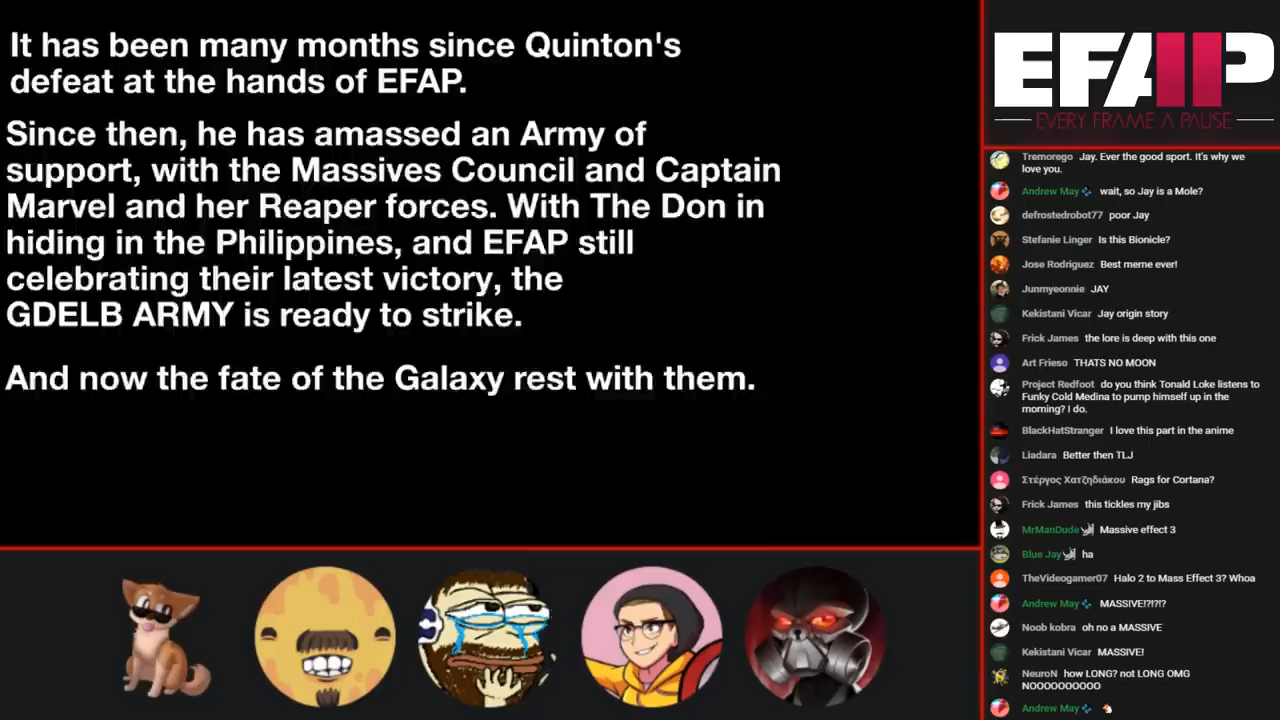 It has been many months since Quinton's
defeat at the hands of EFAP.
Since then, he has amassed an Army of
support, with the Massives Council and Captain
Marvel and her Reaper forces. With The Don in
hiding in the Philippines, and EFAP still
celebrating their latest victory, the
GDELB ARMY is ready to strike.
And now the fate of the Galaxy rest with them.
EFAP
EVERY FRAME A PAUSE
Tremorego Jay. Ever the good sport. It's why we
love you.
Andrew May wait, so Jay is a Mole?
defrostedrobot77 poor Jay
Stefanie Linger Is this Bionicle?
Jose Rodriguez Best meme ever!
Junmyeonnie JAY
Kekistani Vicar Jay origin story
Frick James the lore is deep with this one
Art Frieso THATS NO MOON
Project Redfoot do you think Tonald Loke listens to
Funky Cold Medina to pump himself up in the
morning? I do.
BlackHatStranger I love this part in the anime
Liadara Better then TLJ
Στέργος Χατζηδιάκου Rags for Cortana?
Frick James this tickles my jibs
MrManDude Massive effect 3
Blue Jay ha
TheVideogamer07 Halo 2 to Mass Effect 3? Whoa
Andrew May MASSIVE!?!?!?
Noob kobra oh no a MASSIVE
Kekistani Vicar MASSIVE!
NeuroN how LONG? not LONG OMG
NOOOOOOOOOO
Andrew May